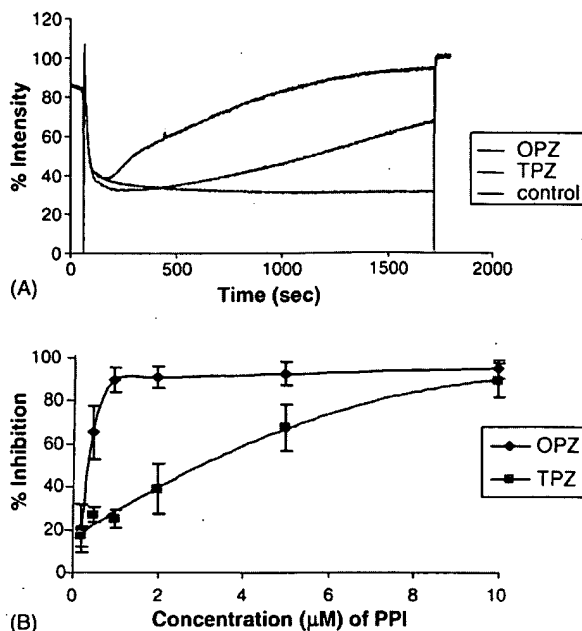 120
100
80
60
40
20
0
% Intensity
0 500 1000 1500 2000
Time (sec)
OPZ
TPZ
control
(A)
100
80
60
40
20
0
% Inhibition
0 2 4 6 8 10
Concentration (μM) of PPI
OPZ
TPZ
(B)